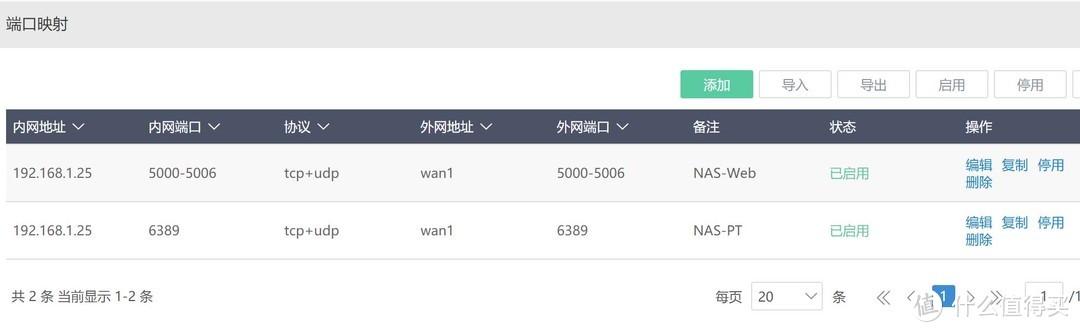 端口映射
添加 导入 导出 启用 停用
内网地址 内网端口 协议 外网地址 外网端口 备注 状态 操作
192.168.1.25 5000-5006 tcp+udp wan1 5000-5006 NAS-Web 已启用 编辑 复制 停用
删除
192.168.1.25 6389 tcp+udp wan1 6389 NAS-PT 已启用 编辑 复制 停用
删除
共 2 条 当前显示 1-2 条 每页 20 条 1 1 /1
值 什么值得买